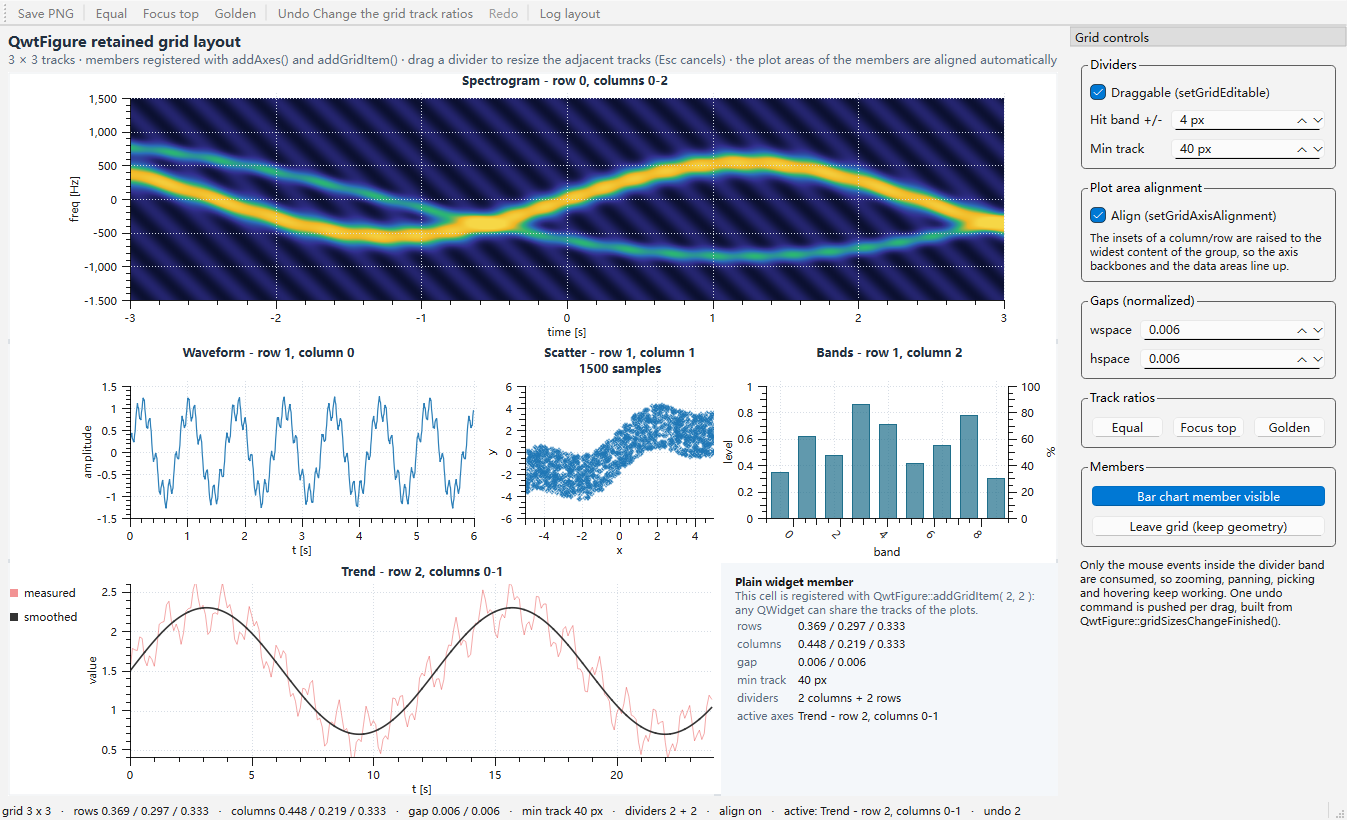 Save PNG Equal Focus top Golden Undo Change the grid track ratios Redo Log layout
QwtFigure retained grid layout
3 × 3 tracks · members registered with addAxes() and addGridItem() · drag a divider to resize the adjacent tracks (Esc cancels) · the plot areas of the members are aligned automatically
Spectrogram - row 0, columns 0-2
1,500
1,000
500
0
-500
-1,000
-1.500
freq [Hz]
-3 -2 -1 0 1 2 3
time [s]
Waveform - row 1, column 0
1.5
1
0.5
0
-0.5
-1
-1.5
amplitude
0 1 2 3 4 5 6
t [s]
Scatter - row 1, column 1
1500 samples
6
4
2
0
-2
-4
-6
y
-4 -2 0 2 4
x
Bands - row 1, column 2
1
0.8
0.6
0.4
0.2
0
level
100
80
60
40
20
0
%
0 2 4 6 8
band
Trend - row 2, columns 0-1
measured
smoothed
2.5
2
1.5
1
0.5
value
0 5 10 15 20
t [s]
Plain widget member
This cell is registered with QwtFigure::addGridItem( 2, 2 ):
any QWidget can share the tracks of the plots.
rows 0.369 / 0.297 / 0.333
columns 0.448 / 0.219 / 0.333
gap 0.006 / 0.006
min track 40 px
dividers 2 columns + 2 rows
active axes Trend - row 2, columns 0-1
Grid controls
Dividers
Draggable (setGridEditable)
Hit band +/- 4 px
Min track 40 px
Plot area alignment
Align (setGridAxisAlignment)
The insets of a column/row are raised to the
widest content of the group, so the axis
backbones and the data areas line up.
Gaps (normalized)
wspace 0.006
hspace 0.006
Track ratios
Equal Focus top Golden
Members
Bar chart member visible
Leave grid (keep geometry)
Only the mouse events inside the divider band
are consumed, so zooming, panning, picking
and hovering keep working. One undo
command is pushed per drag, built from
QwtFigure::gridSizesChangeFinished().
grid 3 x 3 · rows 0.369 / 0.297 / 0.333 · columns 0.448 / 0.219 / 0.333 · gap 0.006 / 0.006 · min track 40 px · dividers 2 + 2 · align on · active: Trend - row 2, columns 0-1 · undo 2